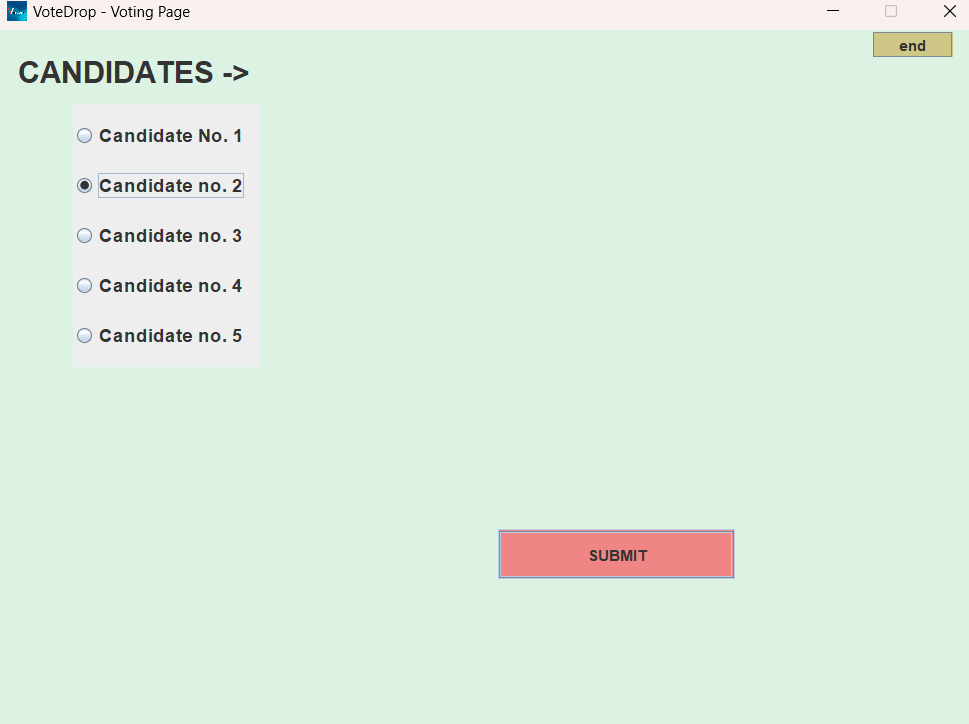 VoteDrop - Voting Page
end
CANDIDATES ->
Candidate No. 1
Candidate no. 2
Candidate no. 3
Candidate no. 4
Candidate no. 5
SUBMIT